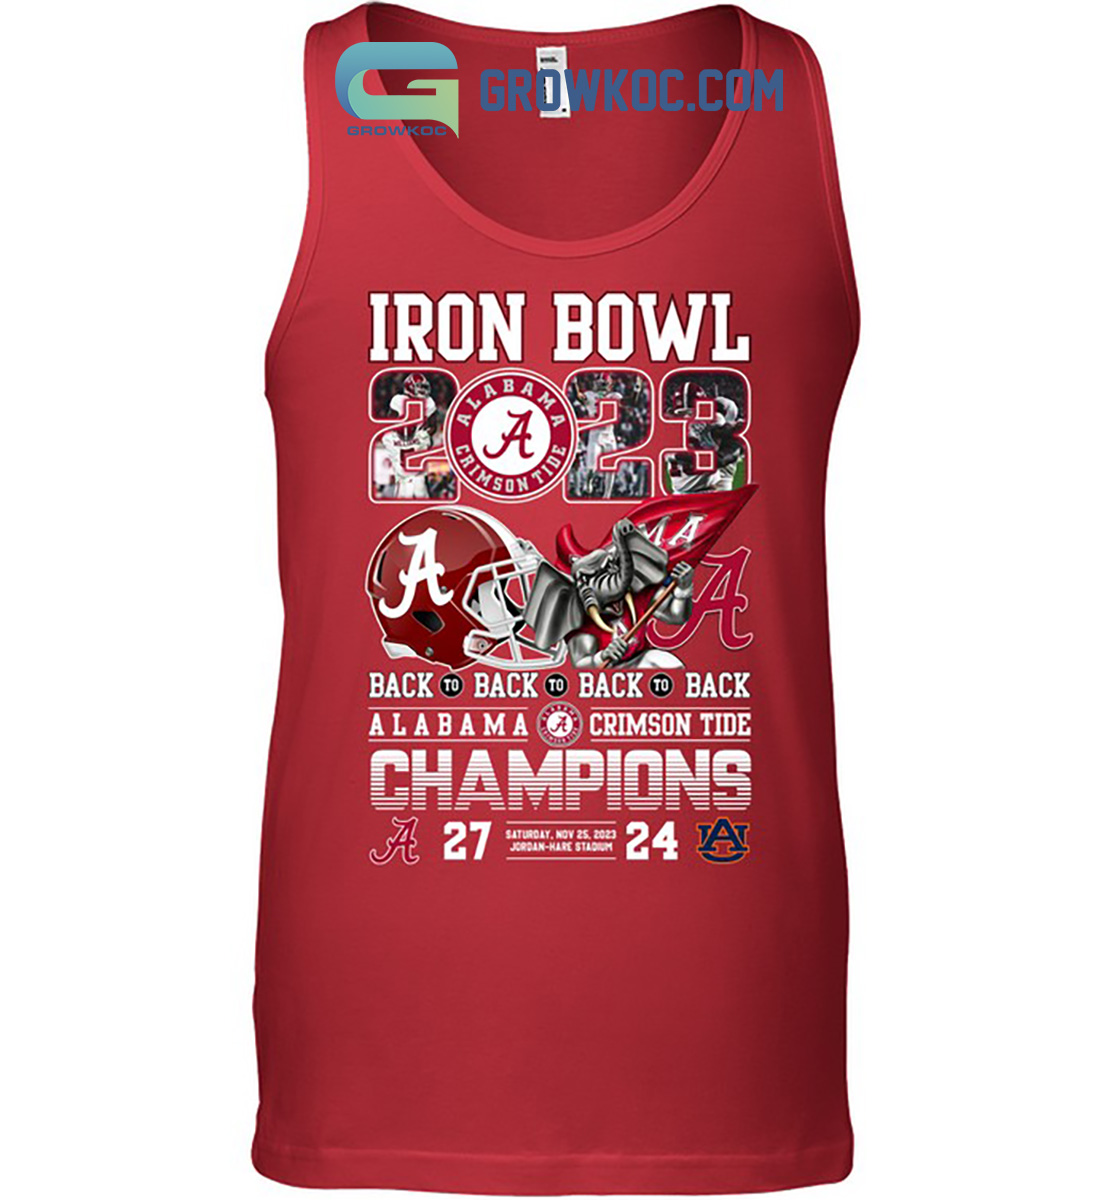 GROWKOC.COM
GROWKOC
IRON BOWL
2023
ALABAMA
CRIMSON TIDE
A
A
MA
A
BACK TO BACK TO BACK TO BACK
ALABAMA CRIMSON TIDE
CHAMPIONS
A 27 SATURDAY, NOV 25, 2023 24 AU
JORDAN-HARE STADIUM